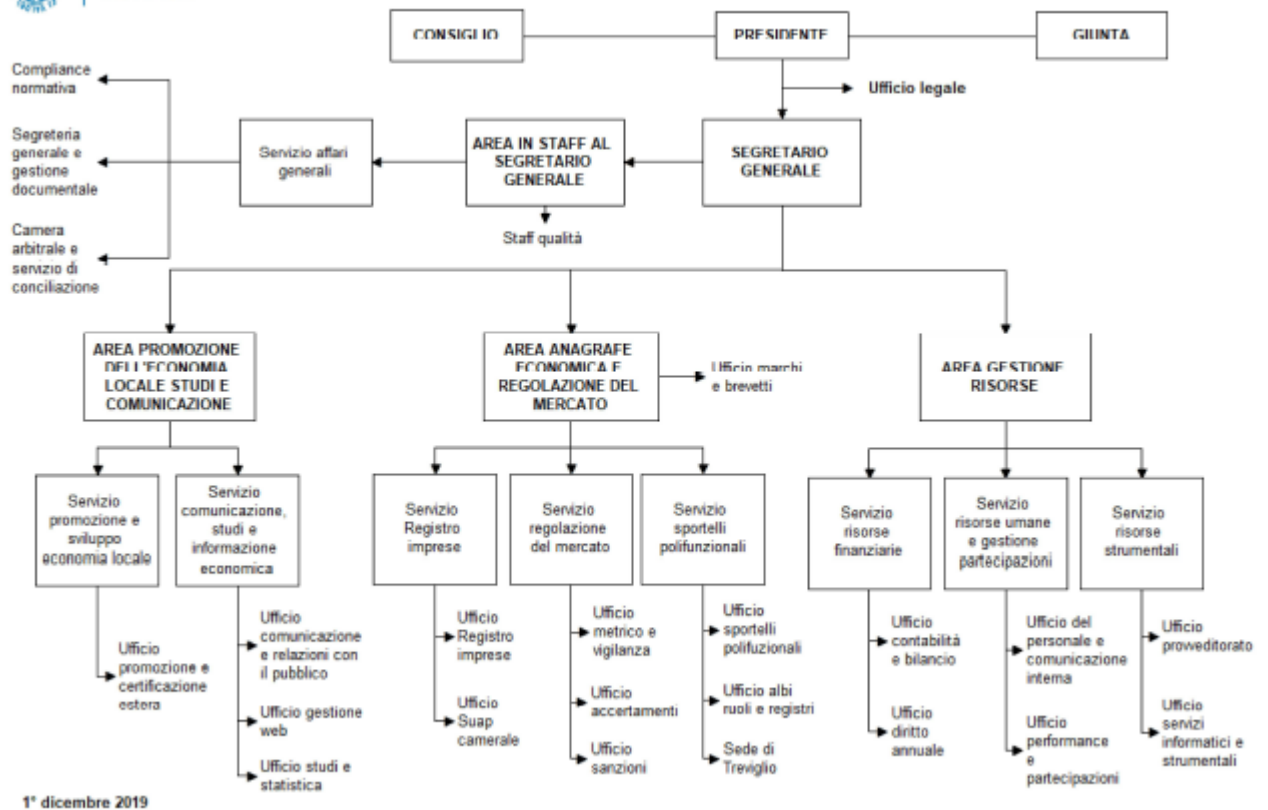 CONSIGLIO
PRESIDENTE
GIUNTA
Compliance
normativa
Ufficio legale
Segreteria
generale e
gestione
documentale
Servizio affari
generali
AREA IN STAFF AL
SEGRETARIO
GENERALE
SEGRETARIO
GENERALE
Staff qualità
Camera
arbitrale e
servizio di
conciliazione
AREA PROMOZIONE
DELL'ECONOMIA
LOCALE STUDI E
COMUNICAZIONE
AREA ANAGRAFE
ECONOMICA E
REGOLAZIONE DEL
MERCATO
Ufficio marchi
e brevetti
AREA GESTIONE
RISORSE
Servizio
promozione e
sviluppo
economia locale
Servizio
comunicazione,
studi e
informazione
economica
Servizio
Registro
imprese
Servizio
regolazione
del mercato
Servizio
sportelli
polifunzionali
Servizio
risorse
finanziarie
Servizio
risorse umane
e gestione
partecipazioni
Servizio
risorse
strumentali
Ufficio
promozione e
certificazione
estera
Ufficio
comunicazione
e relazioni con
il pubblico
Ufficio gestione
web
Ufficio studi e
statistica
Ufficio
Registro
imprese
Ufficio
Suap
camerale
Ufficio
metrico e
vigilanza
Ufficio
accertamenti
Ufficio
sanzioni
Ufficio
sportelli
polifuzionali
Ufficio albi
ruoli e registri
Sede di
Treviglio
Ufficio
contabilità
e bilancio
Ufficio
diritto
annuale
Ufficio del
personale e
comunicazione
interna
Ufficio
performance
e
partecipazioni
Ufficio
provveditorato
Ufficio
servizi
informatici e
strumentali
1° dicembre 2019